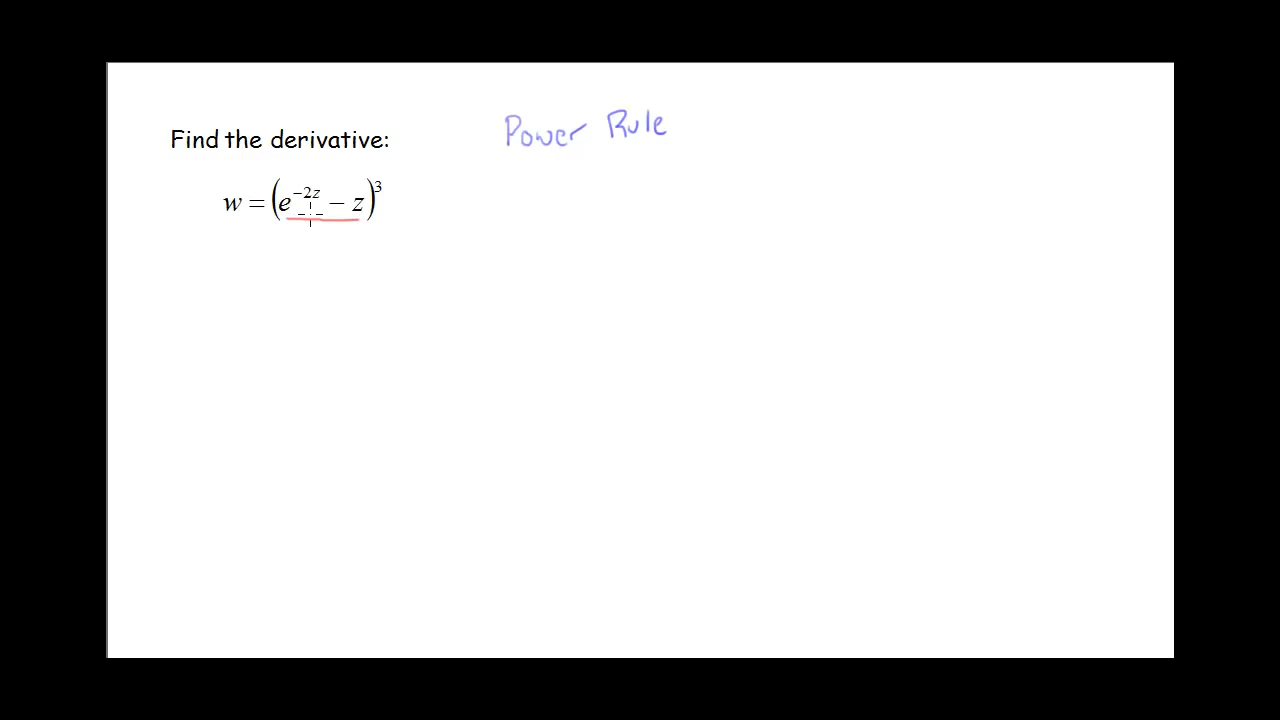 Find the derivative:
Power Rule
w = (e^{-2z} − z)^3